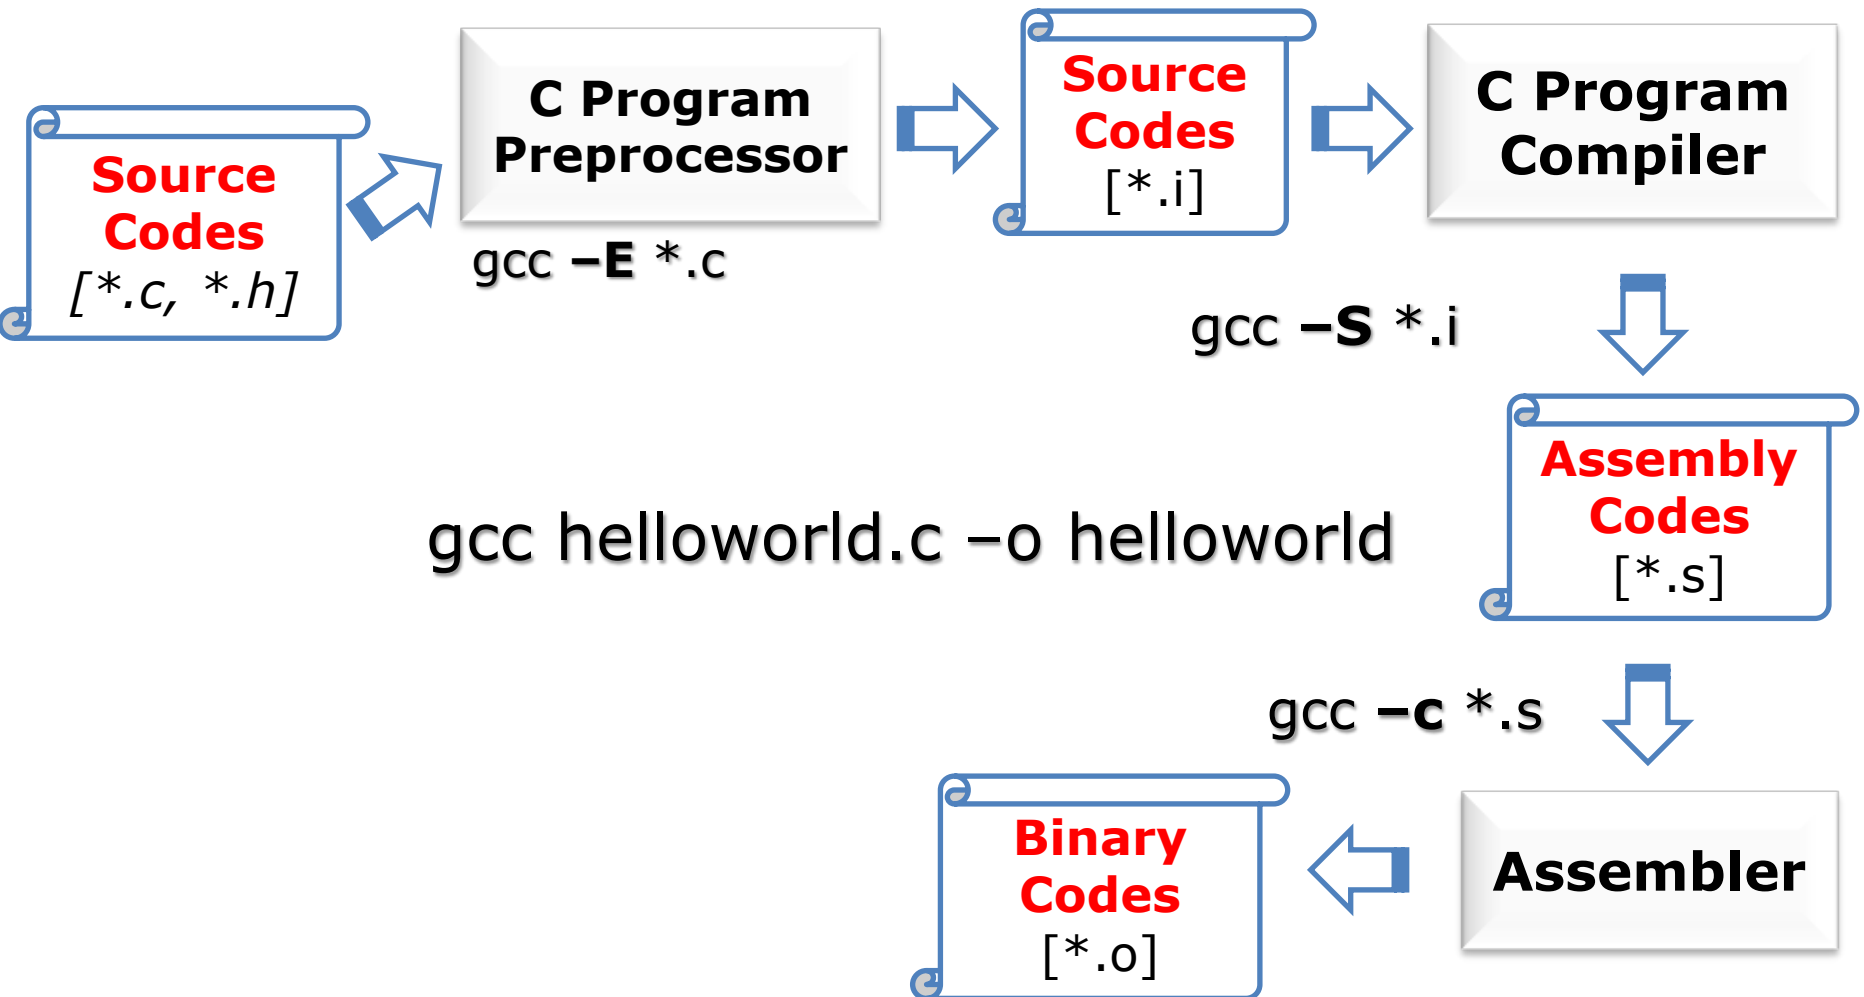 Source
Codes
[*.c, *.h]
C Program
Preprocessor
gcc –E *.c
Source
Codes
[*.i]
C Program
Compiler
gcc –S *.i
Assembly
Codes
[*.s]
gcc helloworld.c –o helloworld
gcc –c *.s
Assembler
Binary
Codes
[*.o]